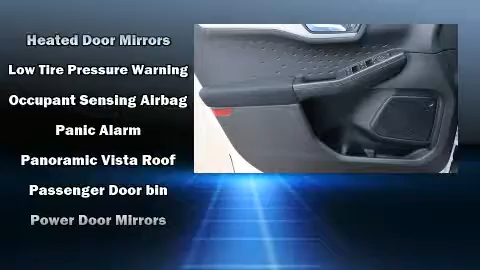 Heated Door Mirrors
Low Tire Pressure Warning
Occupant Sensing Airbag
Panic Alarm
Panoramic Vista Roof
Passenger Door bin
Power Door Mirrors